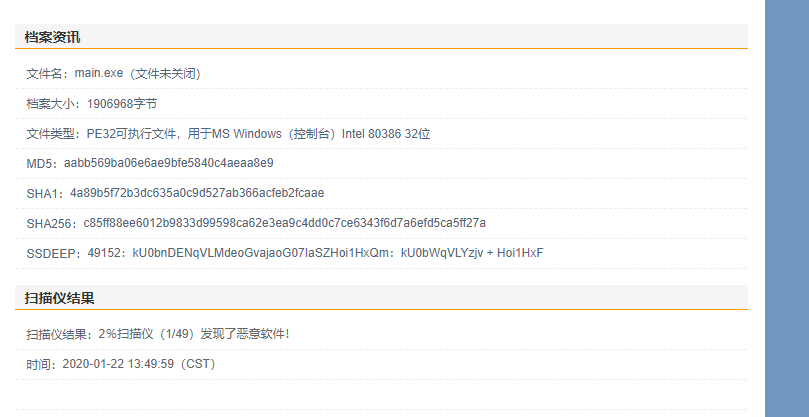 档案资讯
文件名：main.exe（文件未关闭）
档案大小：1906968字节
文件类型：PE32可执行文件，用于MS Windows（控制台）Intel 80386 32位
MD5：aabb569ba06e6ae9bfe5840c4aeaa8e9
SHA1：4a89b5f72b3dc635a0c9d527ab366acfeb2fcaae
SHA256：c85ff88ee6012b9833d99598ca62e3ea9c4dd0c7ce6343f6d7a6efd5ca5ff27a
SSDEEP：49152：kU0bnDENqVLMdeoGvajaoG07IaSZHoi1HxQm：kU0bWqVLYzjv + Hoi1HxF
扫描仪结果
扫描仪结果：2％扫描仪（1/49）发现了恶意软件！
时间：2020-01-22 13:49:59（CST）